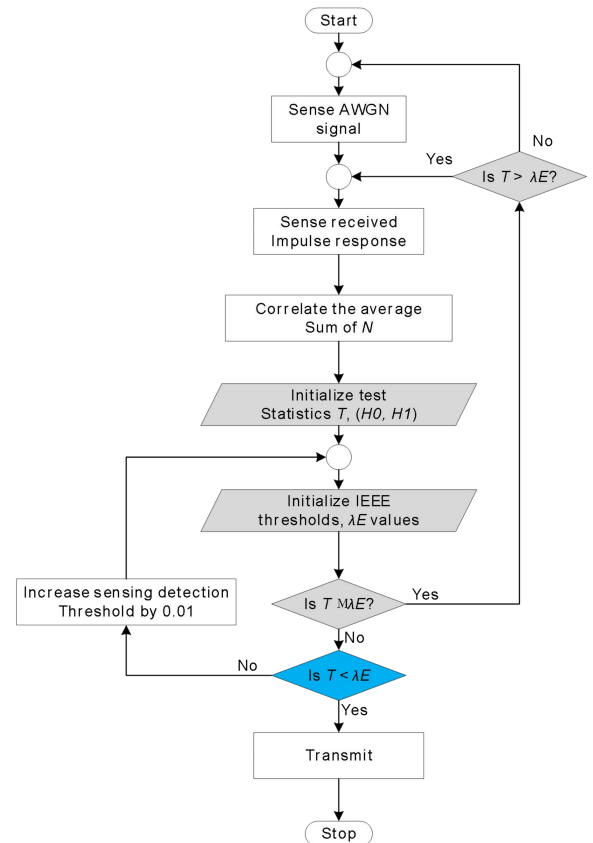 Start
Sense AWGN
signal
No
Yes
Is T > λE?
Sense received
Impulse response
Correlate the average
Sum of N
Initialize test
Statistics T, (H0, H1)
Initialize IEEE
thresholds, λE values
Increase sensing detection
Threshold by 0.01
Is T MλE?
Yes
No
No
Is T < λE
Yes
Transmit
Stop